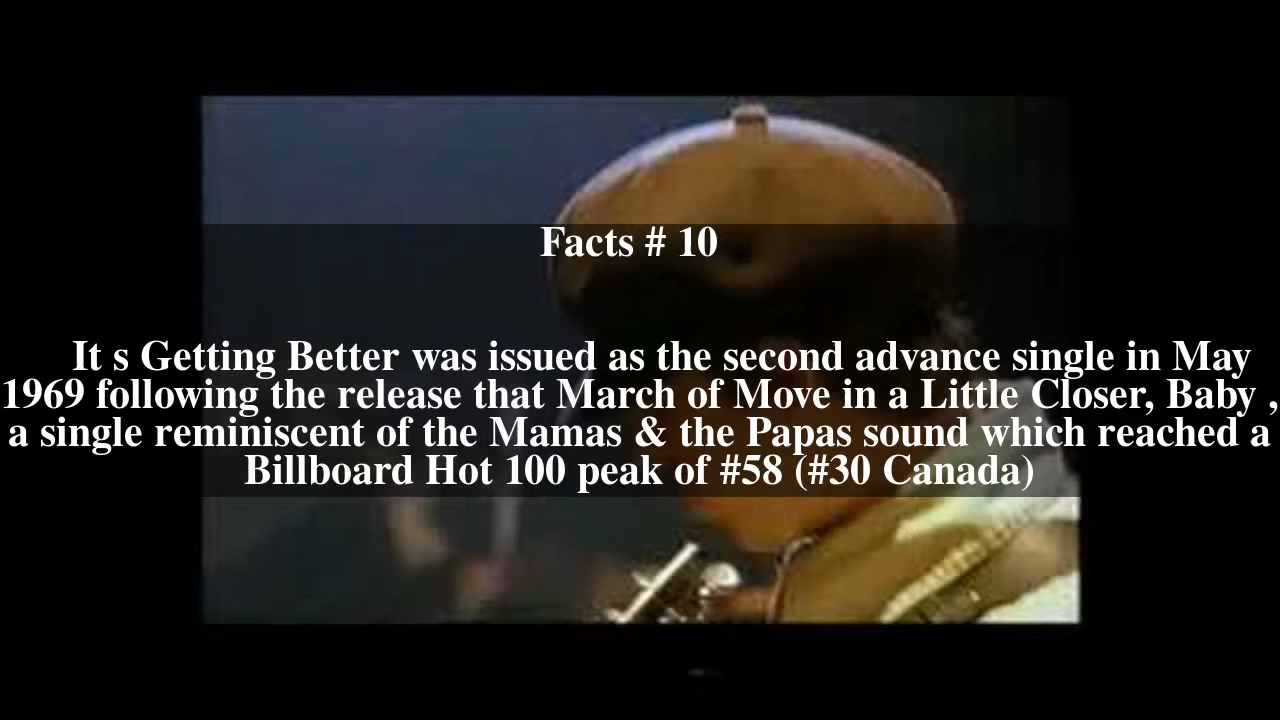 Facts # 10
It s Getting Better was issued as the second advance single in May
1969 following the release that March of Move in a Little Closer, Baby ,
a single reminiscent of the Mamas & the Papas sound which reached a
Billboard Hot 100 peak of #58 (#30 Canada)